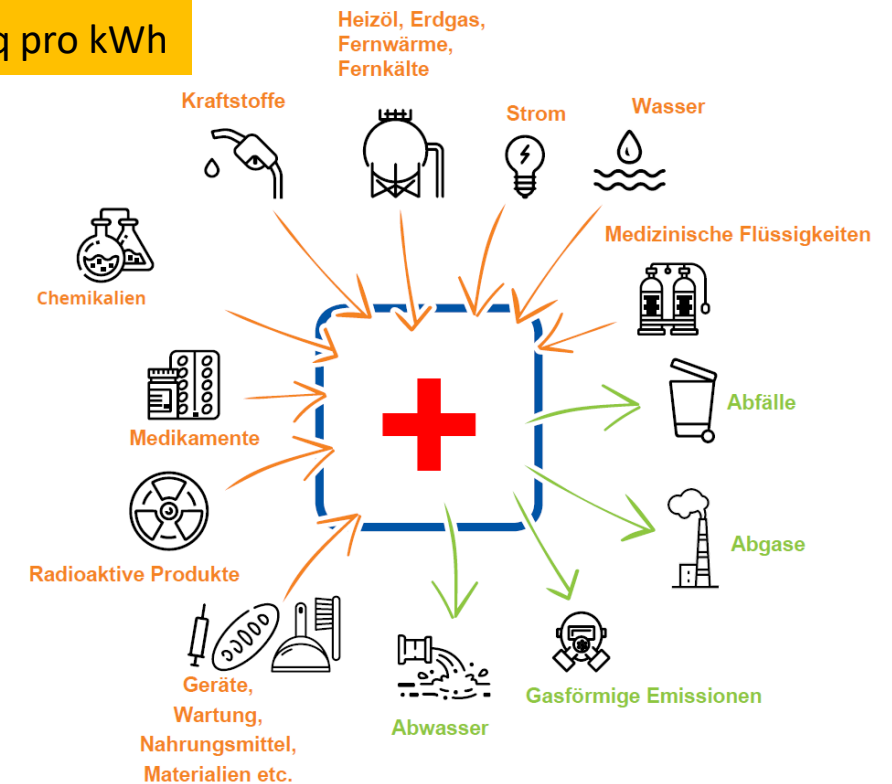 pro kWh
Heizöl, Erdgas,
Fernwärme,
Fernkälte
Kraftstoffe
Strom
Wasser
Medizinische Flüssigkeiten
Chemikalien
Medikamente
Abfälle
Radioaktive Produkte
Abgase
Geräte,
Wartung,
Nahrungsmittel,
Materialien etc.
Abwasser
Gasförmige Emissionen